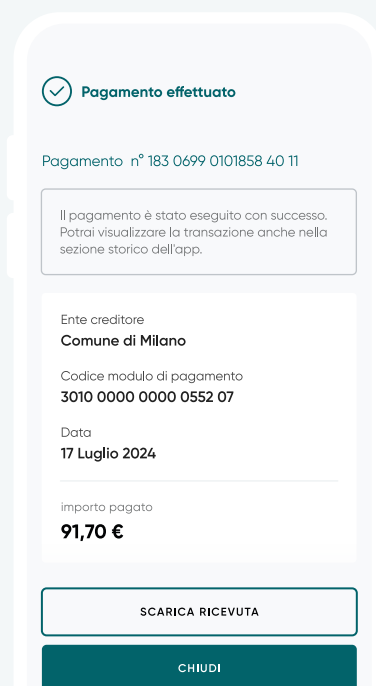 Pagamento effettuato
Pagamento n° 183 0699 0101858 40 11
Il pagamento è stato eseguito con successo.
Potrai visualizzare la transazione anche nella
sezione storico dell'app.
Ente creditore
Comune di Milano
Codice modulo di pagamento
3010 0000 0000 0552 07
Data
17 Luglio 2024
importo pagato
91,70 €
SCARICA RICEVUTA
CHIUDI